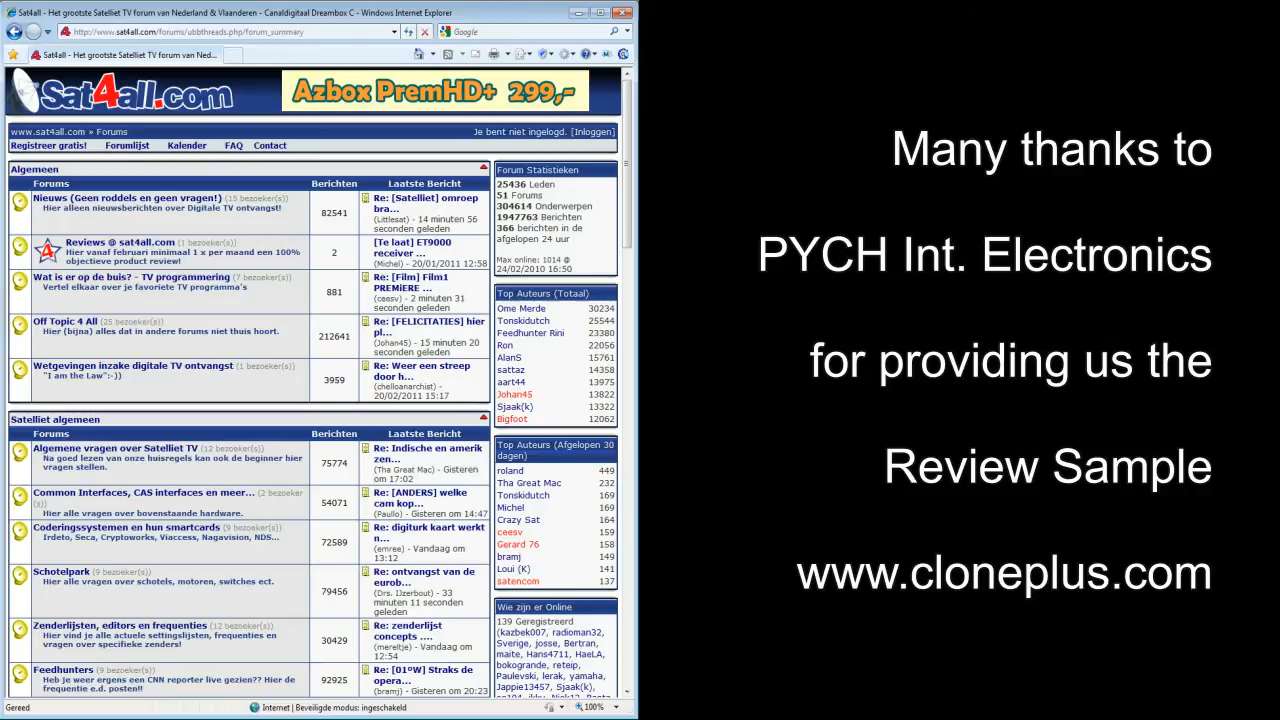 Sat4all - Het grootste Satelliet TV forum van Nederland & Vlaanderen - Canaldigitaal Dreambox C - Windows Internet Explorer
http://www.sat4all.com/forums/ubbthreads.php/forum_summary
Google
Sat4all - Het grootste Satelliet TV forum van Ned...
Sat4all.com
Azbox PremHD+ 299,-
www.sat4all.com » Forums
Je bent niet ingelogd. [Inloggen]
Registreer gratis! Forumlijst Kalender FAQ Contact
Algemeen
Forums Berichten Laatste Bericht
Nieuws (Geen roddels en geen vragen!) (15 bezoeker(s))
Hier alleen nieuwsberichten over Digitale TV ontvangst!
82541
Re: [Satelliet] omroep
bra...
(Littlesat) - 14 minuten 56
seconden geleden
Reviews @ sat4all.com (1 bezoeker(s))
Hier vanaf februari minimaal 1 x per maand een 100%
objectieve product review!
2
[Te laat] ET9000
receiver ...
(Michel) - 20/01/2011 12:58
Wat is er op de buis? - TV programmering (7 bezoeker(s))
Vertel elkaar over je favoriete TV programma's
881
Re: [Film] Film1
PREMiERE ...
(ceesv) - 2 minuten 31
seconden geleden
Off Topic 4 All (25 bezoeker(s))
Hier (bijna) alles dat in andere forums niet thuis hoort.
212641
Re: [FELICITATIES] hier
pl...
(Johan45) - 15 minuten 20
seconden geleden
Wetgevingen inzake digitale TV ontvangst (1 bezoeker(s))
"I am the Law":-))
3959
Re: Weer een streep
door h...
(chelloanarchist) -
20/02/2011 15:17
Satelliet algemeen
Forums Berichten Laatste Bericht
Algemene vragen over Satelliet TV (12 bezoeker(s))
Na goed lezen van onze huisregels kan ook de beginner hier
vragen stellen.
75774
Re: Indische en amerik
zen...
(Tha Great Mac) - Gisteren
om 17:02
Common Interfaces, CAS interfaces en meer... (2 bezoeker
(s))
Hier alle vragen over bovenstaande hardware.
54071
Re: [ANDERS] welke
cam kop...
(Paullo) - Gisteren om 14:47
Coderingssystemen en hun smartcards (9 bezoeker(s))
Irdeto, Seca, Cryptoworks, Viaccess, Nagavision, NDS...
72589
Re: digiturk kaart werkt
n...
(emree) - Vandaag om
13:12
Schotelpark (9 bezoeker(s))
Hier alle vragen over schotels, motoren, switches ect.
79456
Re: ontvangst van de
eurob...
(Drs. IJzerbout) - 33
minuten 11 seconden
geleden
Zenderlijsten, editors en frequenties (12 bezoeker(s))
Hier vind je alle actuele settingslijsten, frequenties en
vragen over specifieke zenders!
30429
Re: zenderlijst
concepts ....
(mereltje) - Vandaag om
12:54
Feedhunters (9 bezoeker(s))
Heb je weer ergens een CNN reporter live gezien?? Hier de
frequentie e.d. posten!!
92925
Re: [01ºW] Straks de
opera...
(bramj) - Gisteren om 20:23
Forum Statistieken
25436 Leden
51 Forums
304614 Onderwerpen
1947763 Berichten
366 berichten in de
afgelopen 24 uur
Max online: 1014 @
24/02/2010 16:50
Top Auteurs (Totaal)
Ome Merde 30234
Tonskidutch 25544
Feedhunter Rini 23380
Ron 22056
AlanS 15761
sattaz 14358
aart44 13975
Johan45 13822
Sjaak(k) 13322
Bigfoot 12062
Top Auteurs (Afgelopen 30
dagen)
roland 449
Tha Great Mac 232
Tonskidutch 169
Michel 169
Crazy Sat 164
ceesv 159
Gerard 76 158
bramj 149
Loui (K) 141
satencom 137
Wie zijn er Online
139 Geregistreerd
(kazbek007, radioman32,
Sverige, josse, Bertran,
maite, Hans4711, HaeLA,
bokogrande, reteip,
Paulevski, lerak, yamaha,
Jappie13457, Sjaak(k),
Gereed
Internet | Beveiligde modus: ingeschakeld
100%
Many thanks to
PYCH Int. Electronics
for providing us the
Review Sample
www.cloneplus.com